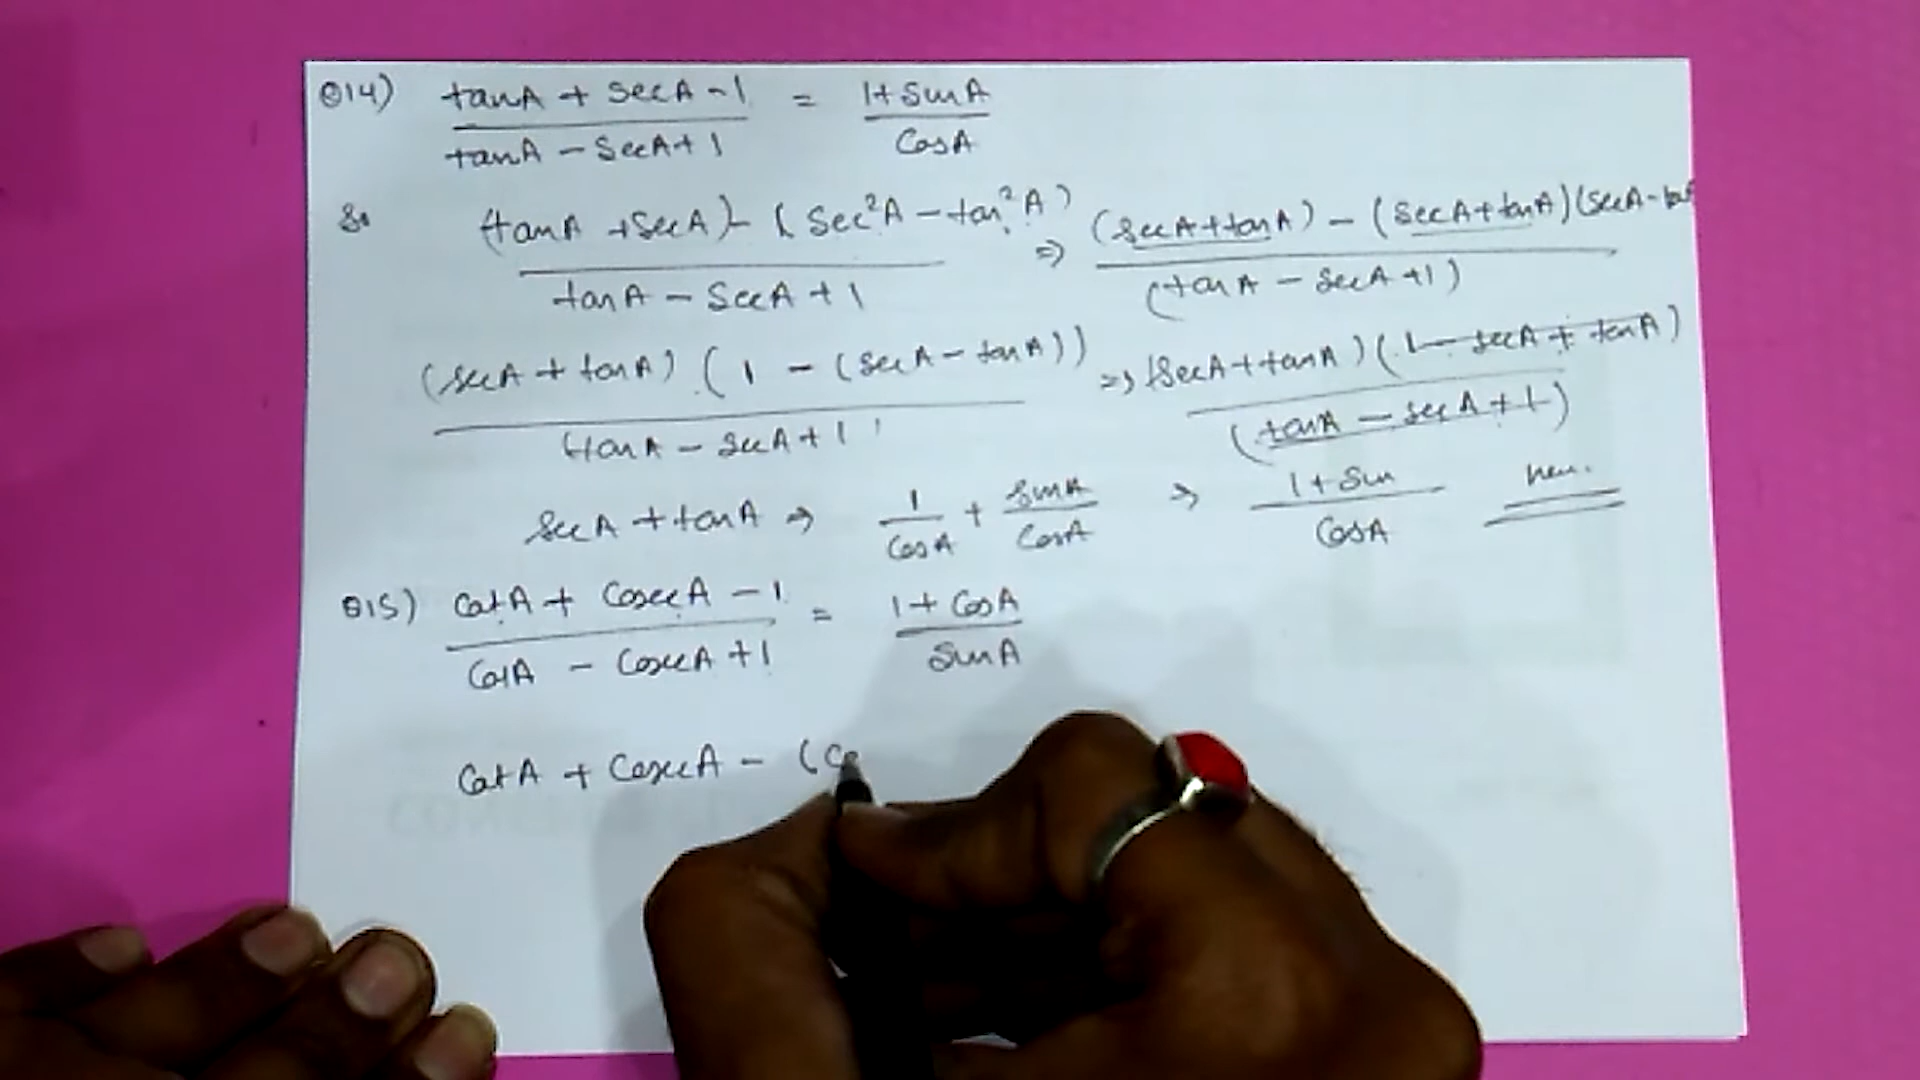 Q14) tanA + secA - 1 = 1 + sinA
tanA - secA + 1 cosA
So (tanA + secA) - (sec²A - tan²A) => (secA + tanA) - (secA + tanA)(secA - tan
tanA - secA + 1 (tanA - secA + 1)
(secA + tanA) (1 - (secA - tanA)) => (secA + tanA) (1 - secA + tanA)
tanA - secA + 1 (tanA - secA + 1)
secA + tanA => 1 + sinA => 1 + sin
cosA cosA cosA
Q15) cotA + cosecA - 1 = 1 + cosA
cotA - cosecA + 1 sinA
cotA + cosecA - (co